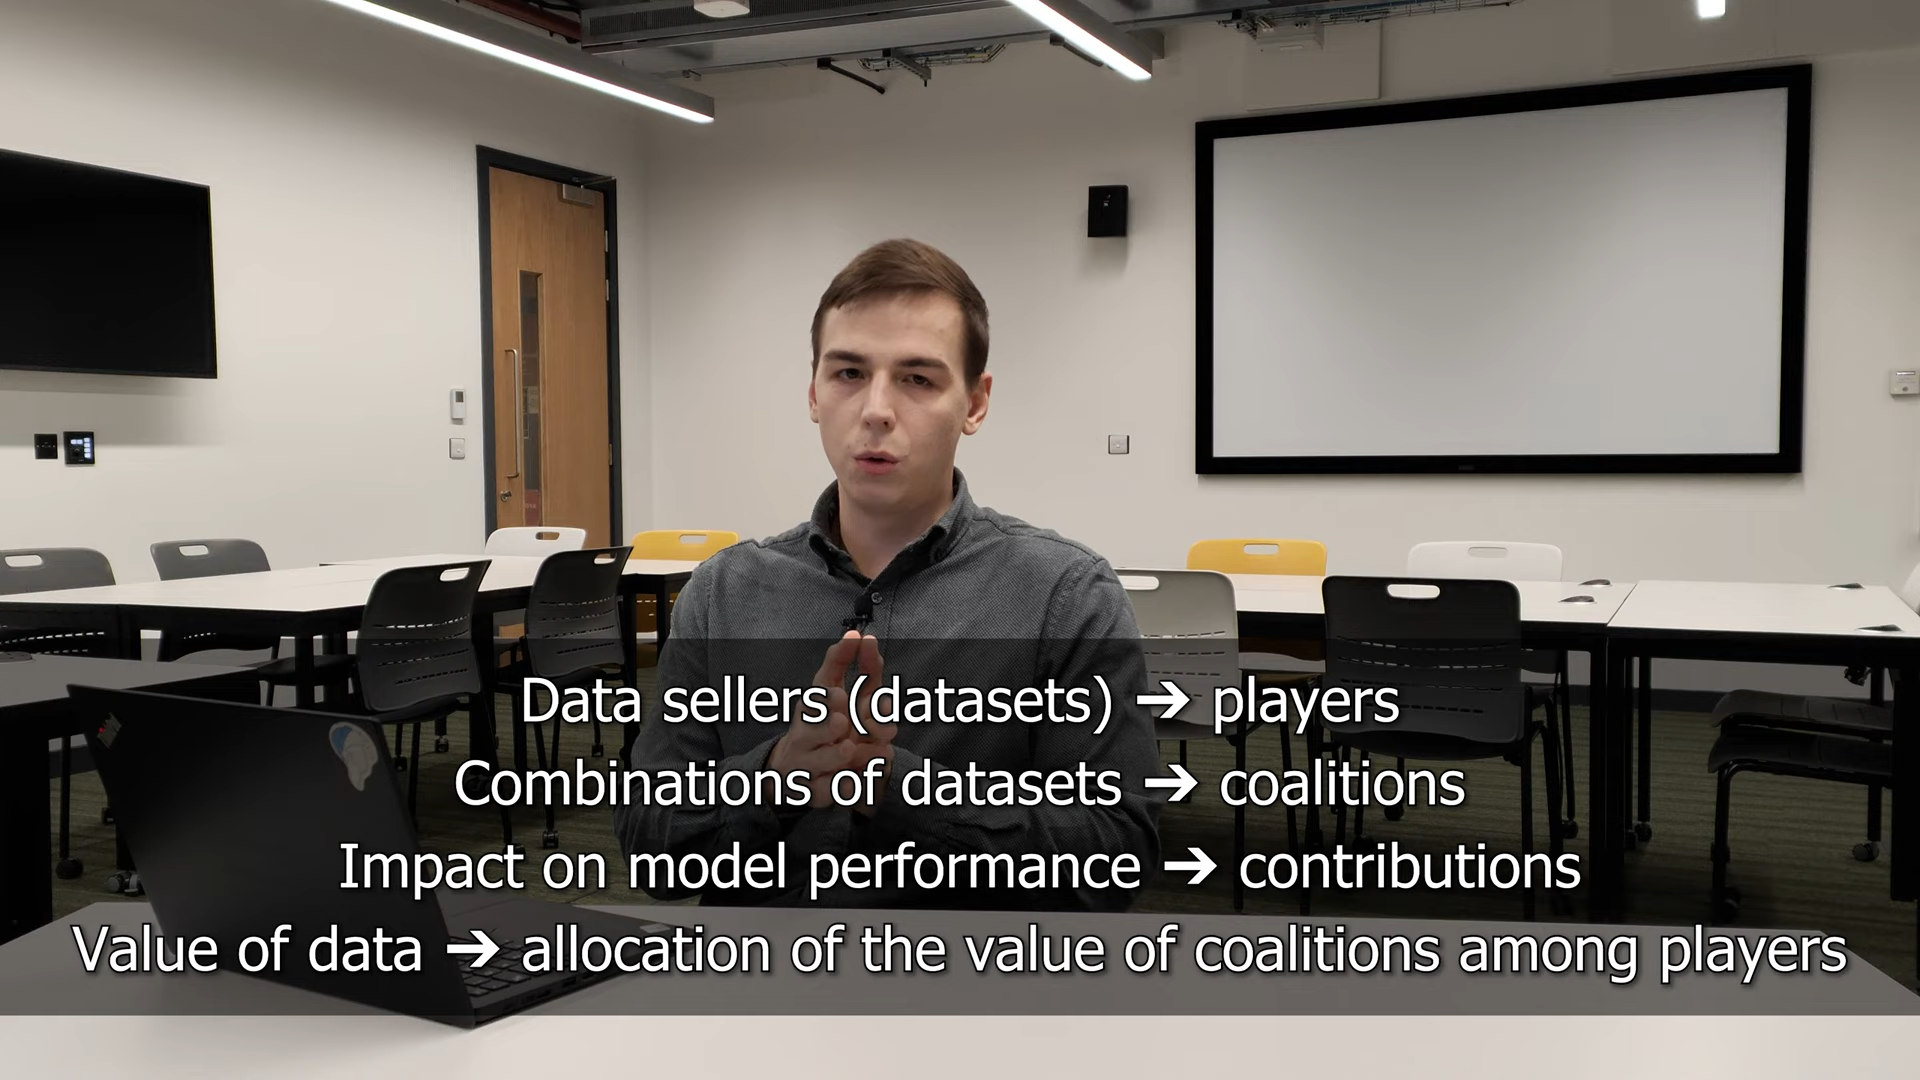 Data sellers (datasets) ➔ players
Combinations of datasets ➔ coalitions
Impact on model performance ➔ contributions
Value of data ➔ allocation of the value of coalitions among players